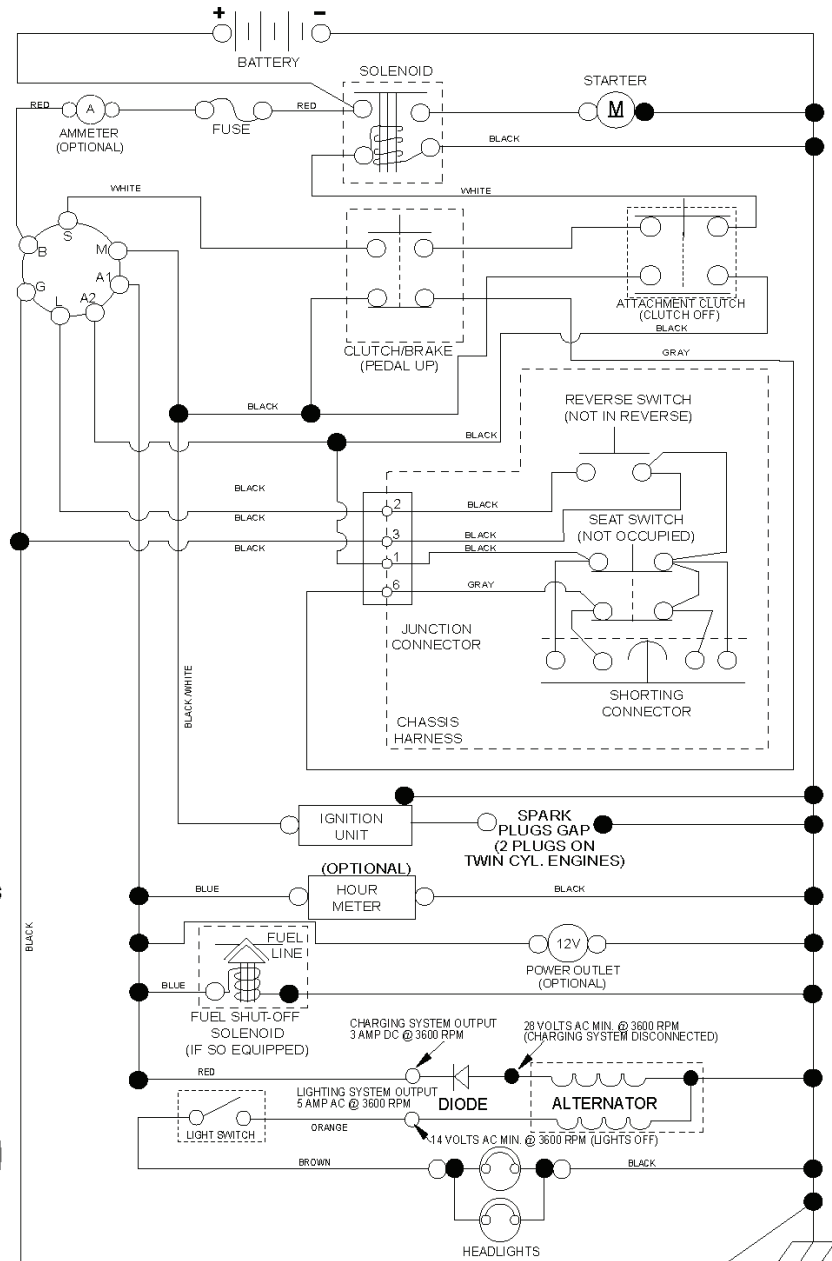 + -
BATTERY
SOLENOID
STARTER
RED
A
RED
M
AMMETER
(OPTIONAL)
FUSE
BLACK
WHITE
WHITE
S
B
M
G
A1
L
A2
ATTACHMENT CLUTCH
(CLUTCH OFF)
BLACK
CLUTCH/BRAKE
(PEDAL UP)
GRAY
BLACK
REVERSE SWITCH
(NOT IN REVERSE)
BLACK
BLACK
2
BLACK
BLACK
SEAT SWITCH
(NOT OCCUPIED)
3
BLACK
BLACK
1
BLACK
6
GRAY
JUNCTION
CONNECTOR
SHORTING
CONNECTOR
BLACK/WHITE
CHASSIS
HARNESS
IGNITION
UNIT
SPARK
PLUGS GAP
(2 PLUGS ON
TWIN CYL. ENGINES)
(OPTIONAL)
BLUE
HOUR
METER
BLACK
BLACK
FUEL
LINE
12V
POWER OUTLET
(OPTIONAL)
BLUE
FUEL SHUT-OFF
SOLENOID
(IF SO EQUIPPED)
CHARGING SYSTEM OUTPUT
3 AMP DC @ 3600 RPM
28 VOLTS AC MIN. @ 3600 RPM
(CHARGING SYSTEM DISCONNECTED)
RED
LIGHTING SYSTEM OUTPUT
5 AMP AC @ 3600 RPM
DIODE
ALTERNATOR
LIGHT SWITCH
ORANGE
14 VOLTS AC MIN. @ 3600 RPM (LIGHTS OFF)
BROWN
BLACK
HEADLIGHTS